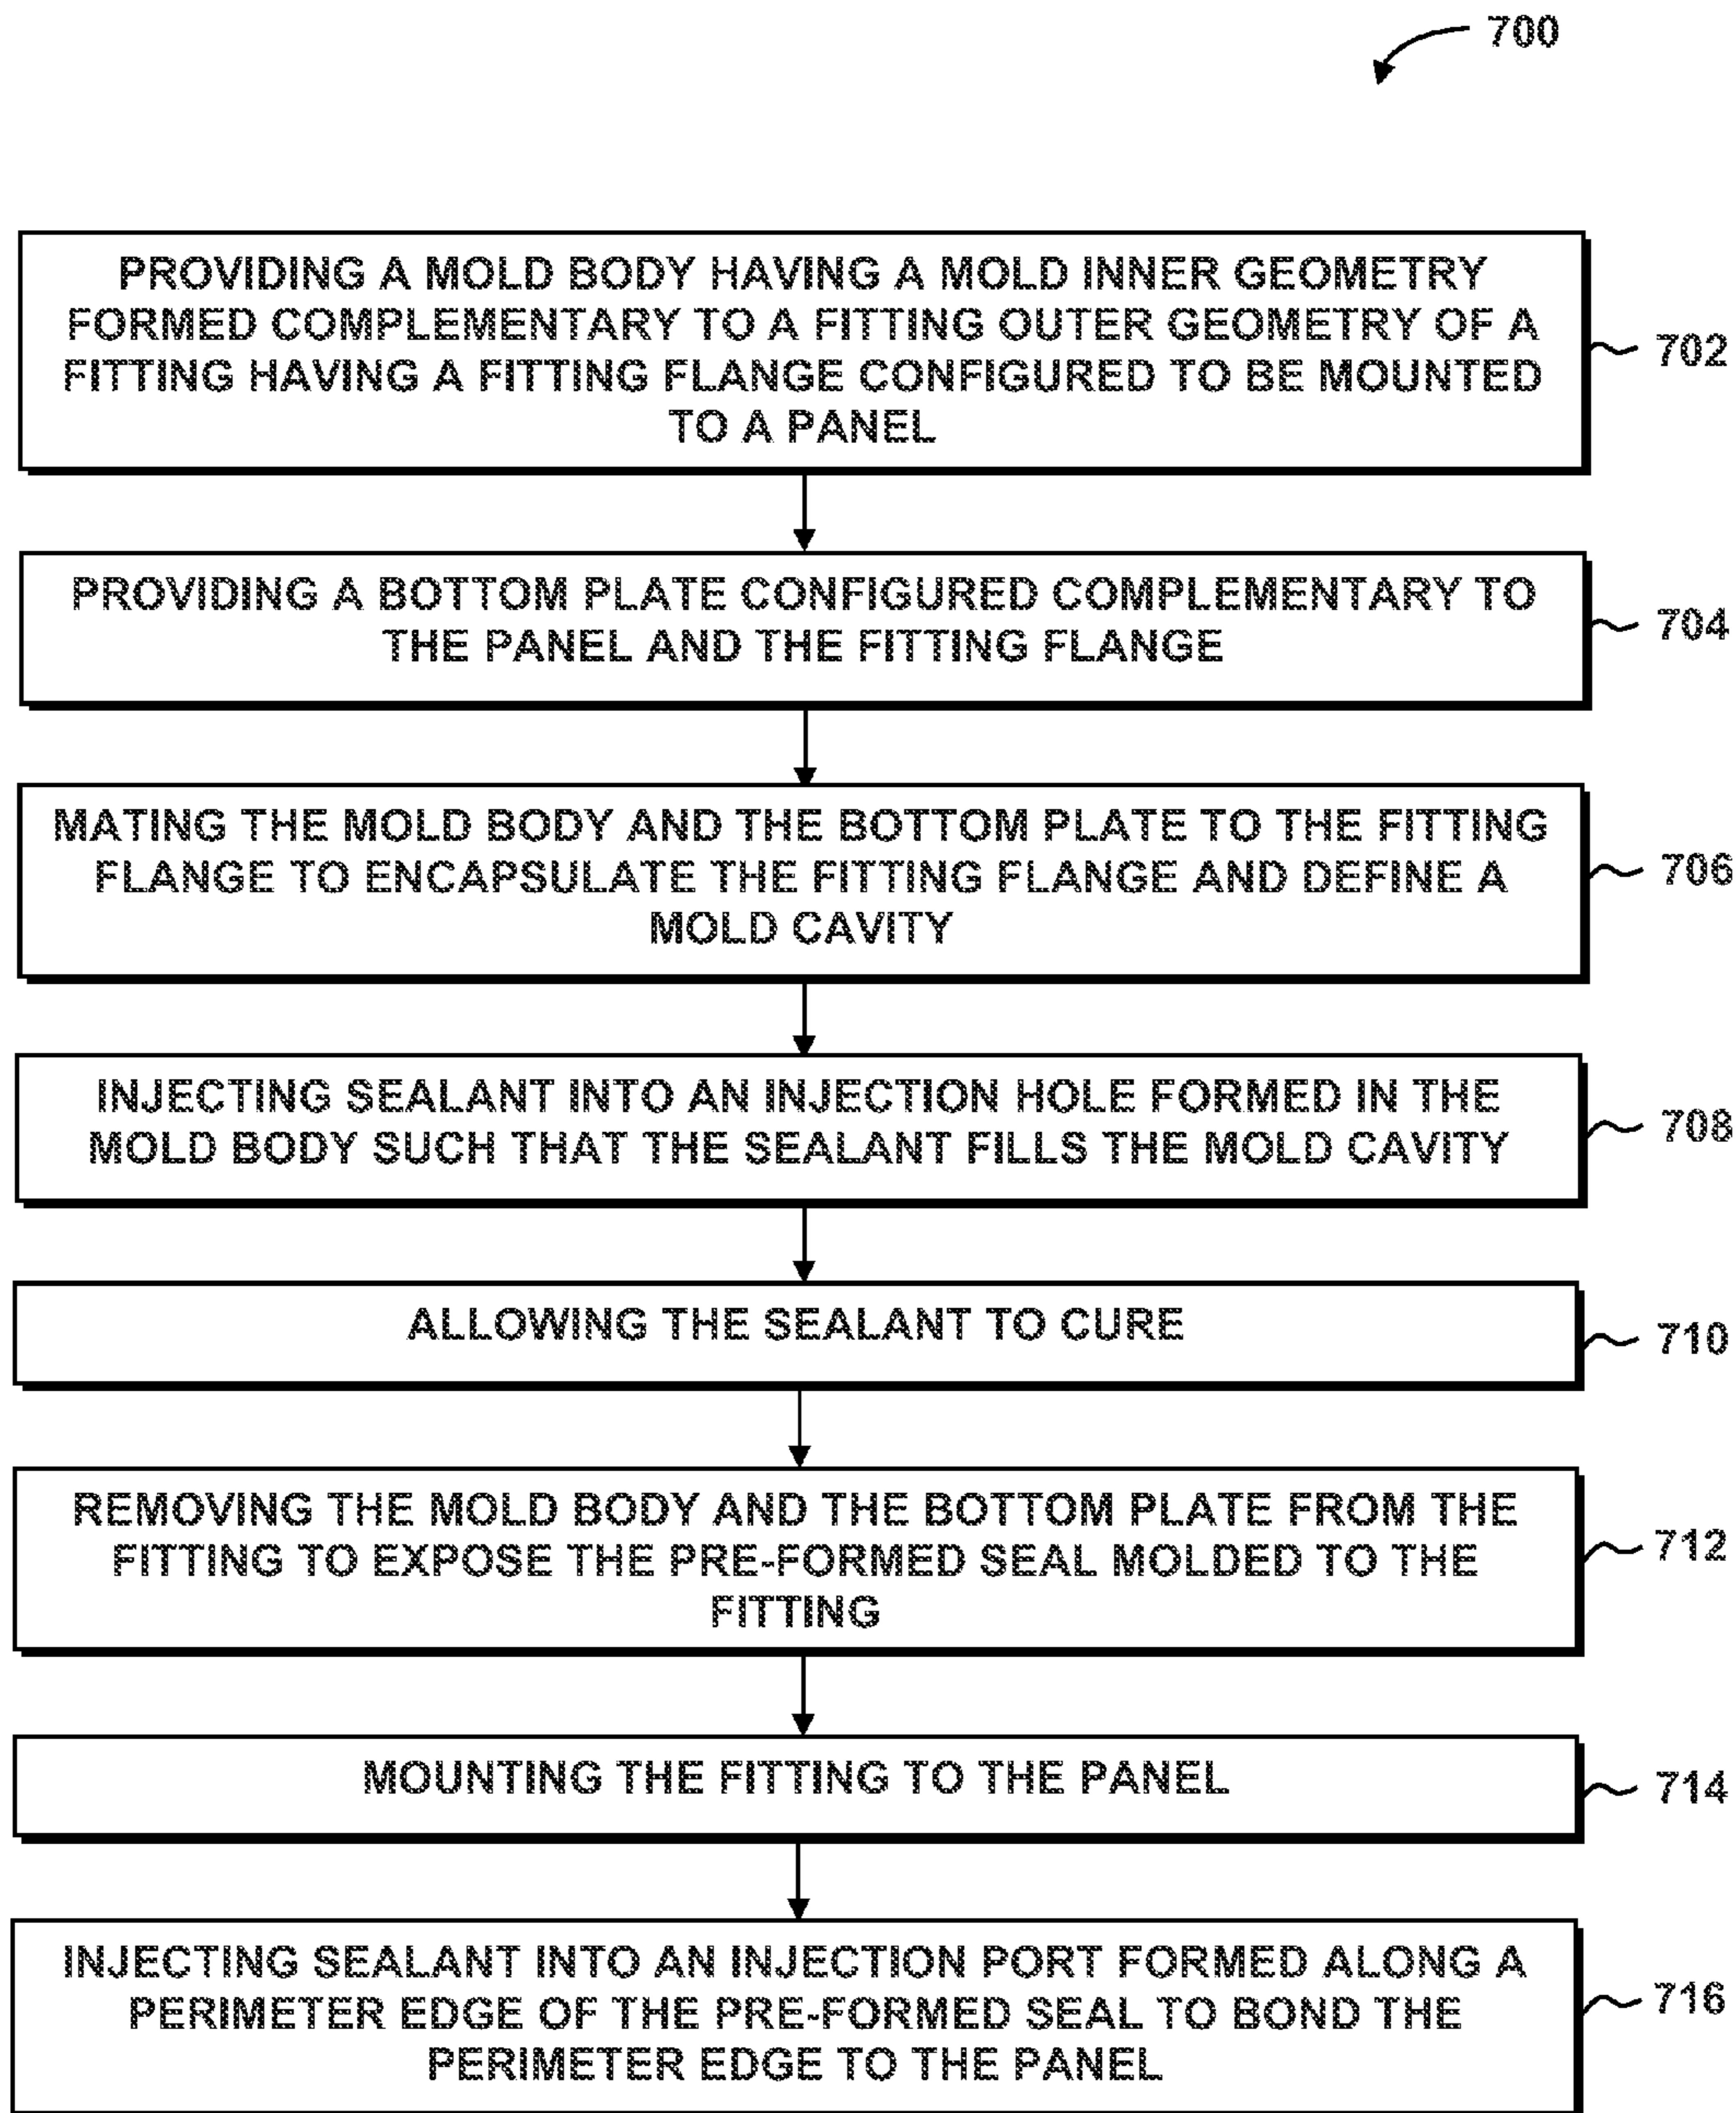 700
PROVIDING A MOLD BODY HAVING A MOLD INNER GEOMETRY
FORMED COMPLEMENTARY TO A FITTING OUTER GEOMETRY OF A
FITTING HAVING A FITTING FLANGE CONFIGURED TO BE MOUNTED
TO A PANEL
702
PROVIDING A BOTTOM PLATE CONFIGURED COMPLEMENTARY TO
THE PANEL AND THE FITTING FLANGE
704
MATING THE MOLD BODY AND THE BOTTOM PLATE TO THE FITTING
FLANGE TO ENCAPSULATE THE FITTING FLANGE AND DEFINE A
MOLD CAVITY
706
INJECTING SEALANT INTO AN INJECTION HOLE FORMED IN THE
MOLD BODY SUCH THAT THE SEALANT FILLS THE MOLD CAVITY
708
ALLOWING THE SEALANT TO CURE
710
REMOVING THE MOLD BODY AND THE BOTTOM PLATE FROM THE
FITTING TO EXPOSE THE PRE-FORMED SEAL MOLDED TO THE
FITTING
712
MOUNTING THE FITTING TO THE PANEL
714
INJECTING SEALANT INTO AN INJECTION PORT FORMED ALONG A
PERIMETER EDGE OF THE PRE-FORMED SEAL TO BOND THE
PERIMETER EDGE TO THE PANEL
716